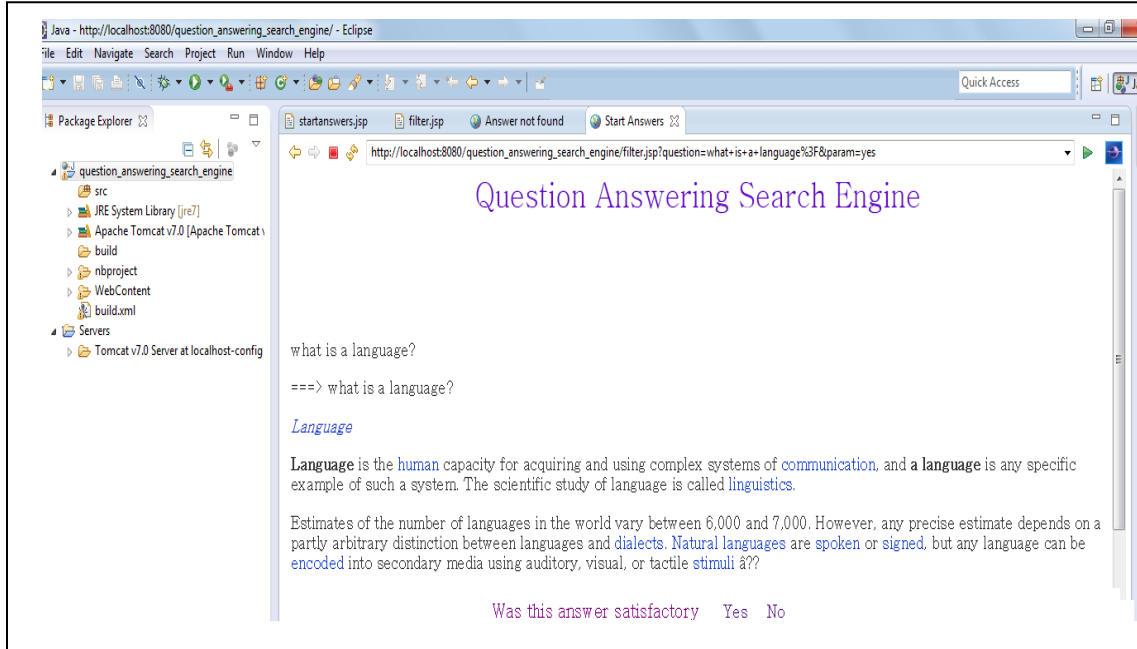 Java - http://localhost:8080/question_answering_search_engine/ - Eclipse
File Edit Navigate Search Project Run Window Help
Quick Access
Package Explorer
question_answering_search_engine
src
JRE System Library [jre7]
Apache Tomcat v7.0 [Apache Tomcat v
build
nbproject
WebContent
build.xml
Servers
Tomcat v7.0 Server at localhost-config
startanswers.jsp filter.jsp Answer not found Start Answers
http://localhost:8080/question_answering_search_engine/filter.jsp?question=what+is+a+language%3F&param=yes
Question Answering Search Engine
what is a language?
===> what is a language?
Language
Language is the human capacity for acquiring and using complex systems of communication, and a language is any specific
example of such a system. The scientific study of language is called linguistics.
Estimates of the number of languages in the world vary between 6,000 and 7,000. However, any precise estimate depends on a
partly arbitrary distinction between languages and dialects. Natural languages are spoken or signed, but any language can be
encoded into secondary media using auditory, visual, or tactile stimuli â??
Was this answer satisfactory Yes No